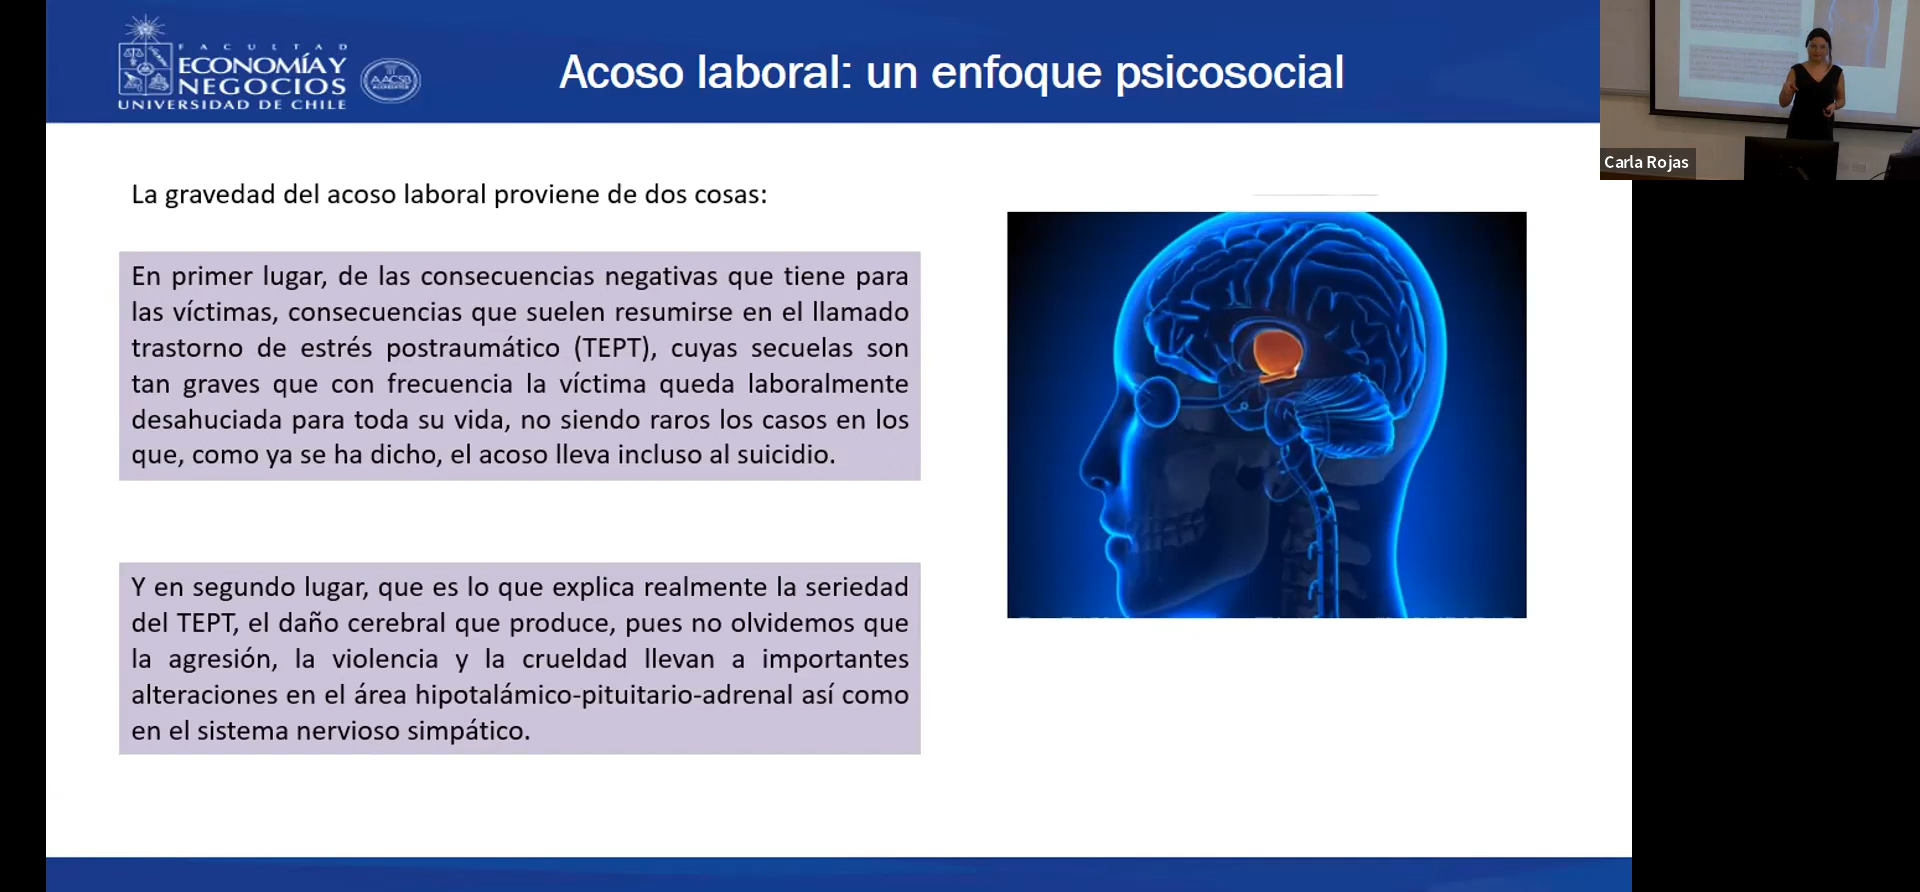 FACULTAD
ECONOMÍA Y
NEGOCIOS
UNIVERSIDAD DE CHILE
AACSB
ACCREDITED
Acoso laboral: un enfoque psicosocial
Carla Rojas
La gravedad del acoso laboral proviene de dos cosas:
En primer lugar, de las consecuencias negativas que tiene para
las víctimas, consecuencias que suelen resumirse en el llamado
trastorno de estrés postraumático (TEPT), cuyas secuelas son
tan graves que con frecuencia la víctima queda laboralmente
desahuciada para toda su vida, no siendo raros los casos en los
que, como ya se ha dicho, el acoso lleva incluso al suicidio.
Y en segundo lugar, que es lo que explica realmente la seriedad
del TEPT, el daño cerebral que produce, pues no olvidemos que
la agresión, la violencia y la crueldad llevan a importantes
alteraciones en el área hipotalámico-pituitario-adrenal así como
en el sistema nervioso simpático.